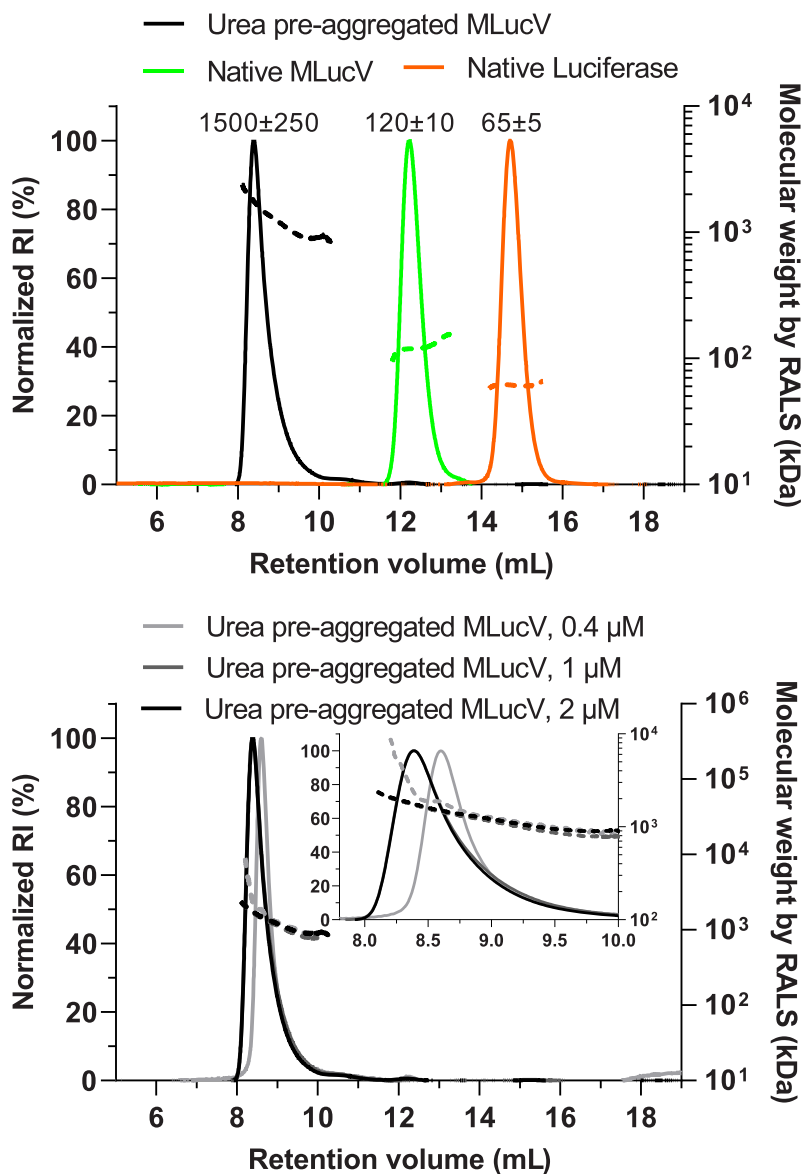 Urea pre-aggregated MLucV
Native MLucV Native Luciferase
1500±250 120±10 65±5
Normalized RI (%)
100
80
60
40
20
0
10⁴
10³
10²
10¹
Molecular weight by RALS (kDa)
6 8 10 12 14 16 18
Retention volume (mL)
Urea pre-aggregated MLucV, 0.4 µM
Urea pre-aggregated MLucV, 1 µM
Urea pre-aggregated MLucV, 2 µM
Normalized RI (%)
100
80
60
40
20
0
100
80
60
40
20
0
10⁴
10³
10²
8.0 8.5 9.0 9.5 10.0
10⁶
10⁵
10⁴
10³
10²
10¹
Molecular weight by RALS (kDa)
6 8 10 12 14 16 18
Retention volume (mL)